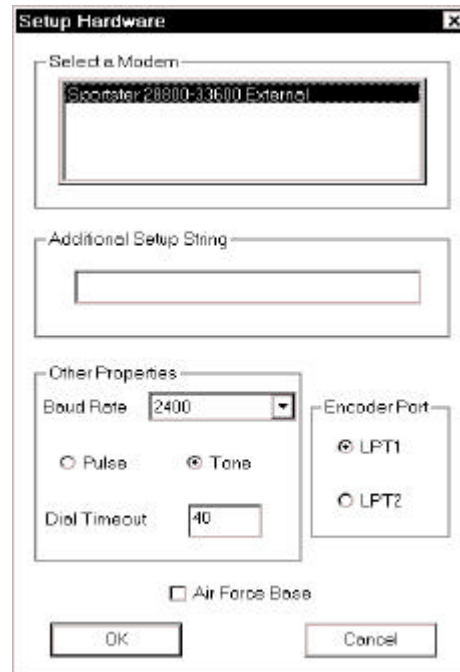 Setup Hardware
Select a Modem
Sportster 28800-33600 External
Additional Setup String
Other Properties
Baud Rate 2400
Encoder Port
Pulse Tone
LPT1
LPT2
Dial Timeout 40
Air Force Base
OK Cancel